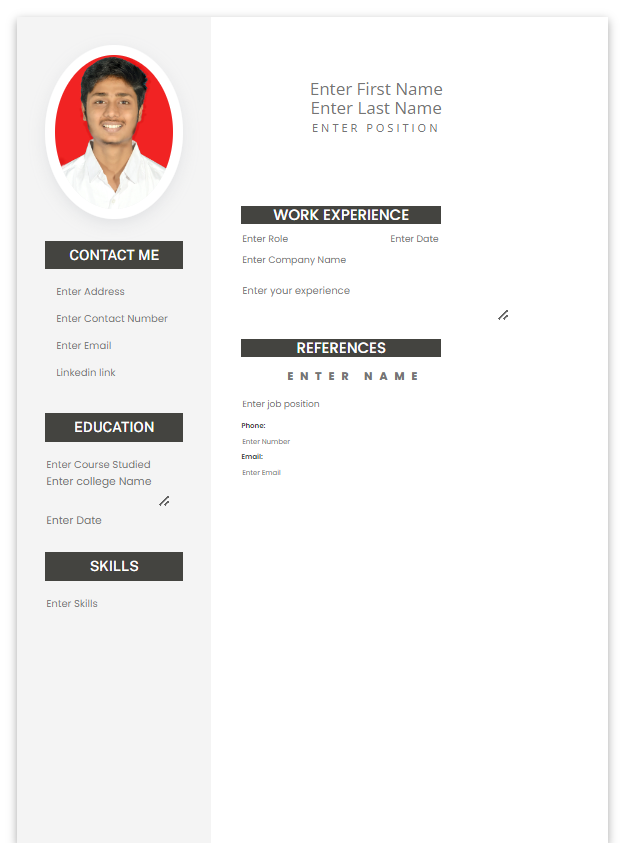 Enter First Name
Enter Last Name
ENTER POSITION
CONTACT ME
Enter Address
Enter Contact Number
Enter Email
Linkedin link
EDUCATION
Enter Course Studied
Enter college Name
Enter Date
SKILLS
Enter Skills
WORK EXPERIENCE
Enter Role Enter Date
Enter Company Name
Enter your experience
REFERENCES
ENTER NAME
Enter job position
Phone:
Enter Number
Email:
Enter Email